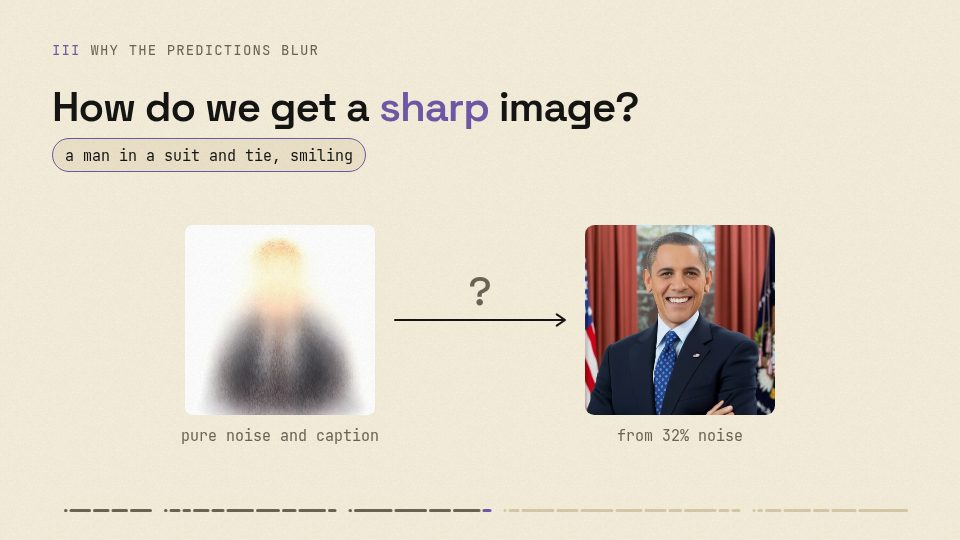 III WHY THE PREDICTIONS BLUR
How do we get a sharp image?
a man in a suit and tie, smiling
?
pure noise and caption
from 32% noise